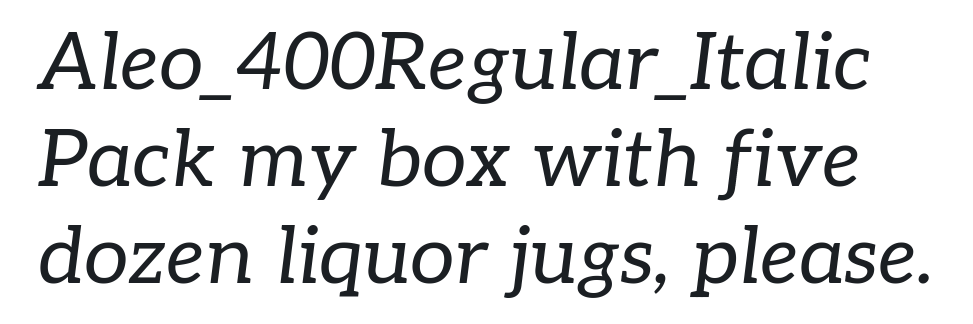 Aleo_400Regular_Italic
Pack my box with five
dozen liquor jugs, please.